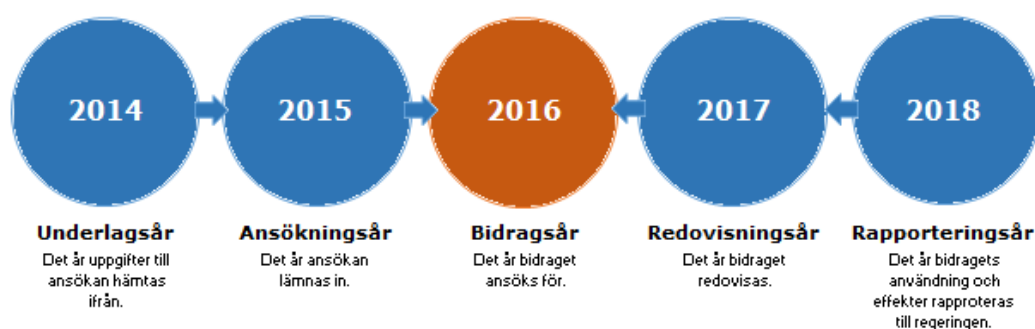 2014
2015
2016
2017
2018
Underlagsår
Det år uppgifter till
ansökan hämtas
ifrån.
Ansökningsår
Det år ansökan
lämnas in.
Bidragsår
Det år bidraget
ansöks för.
Redovisningsår
Det år bidraget
redovisas.
Rapporteringsår
Det år bidragets
användning och
effekter rapproteras
till regeringen.